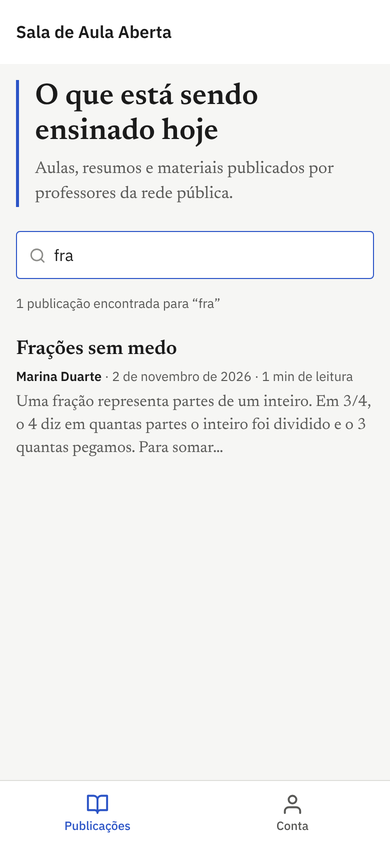 Sala de Aula Aberta
O que está sendo
ensinado hoje
Aulas, resumos e materiais publicados por
professores da rede pública.
fra
1 publicação encontrada para “fra”
Frações sem medo
Marina Duarte · 2 de novembro de 2026 · 1 min de leitura
Uma fração representa partes de um inteiro. Em 3/4,
o 4 diz em quantas partes o inteiro foi dividido e o 3
quantas pegamos. Para somar...
Publicações
Conta